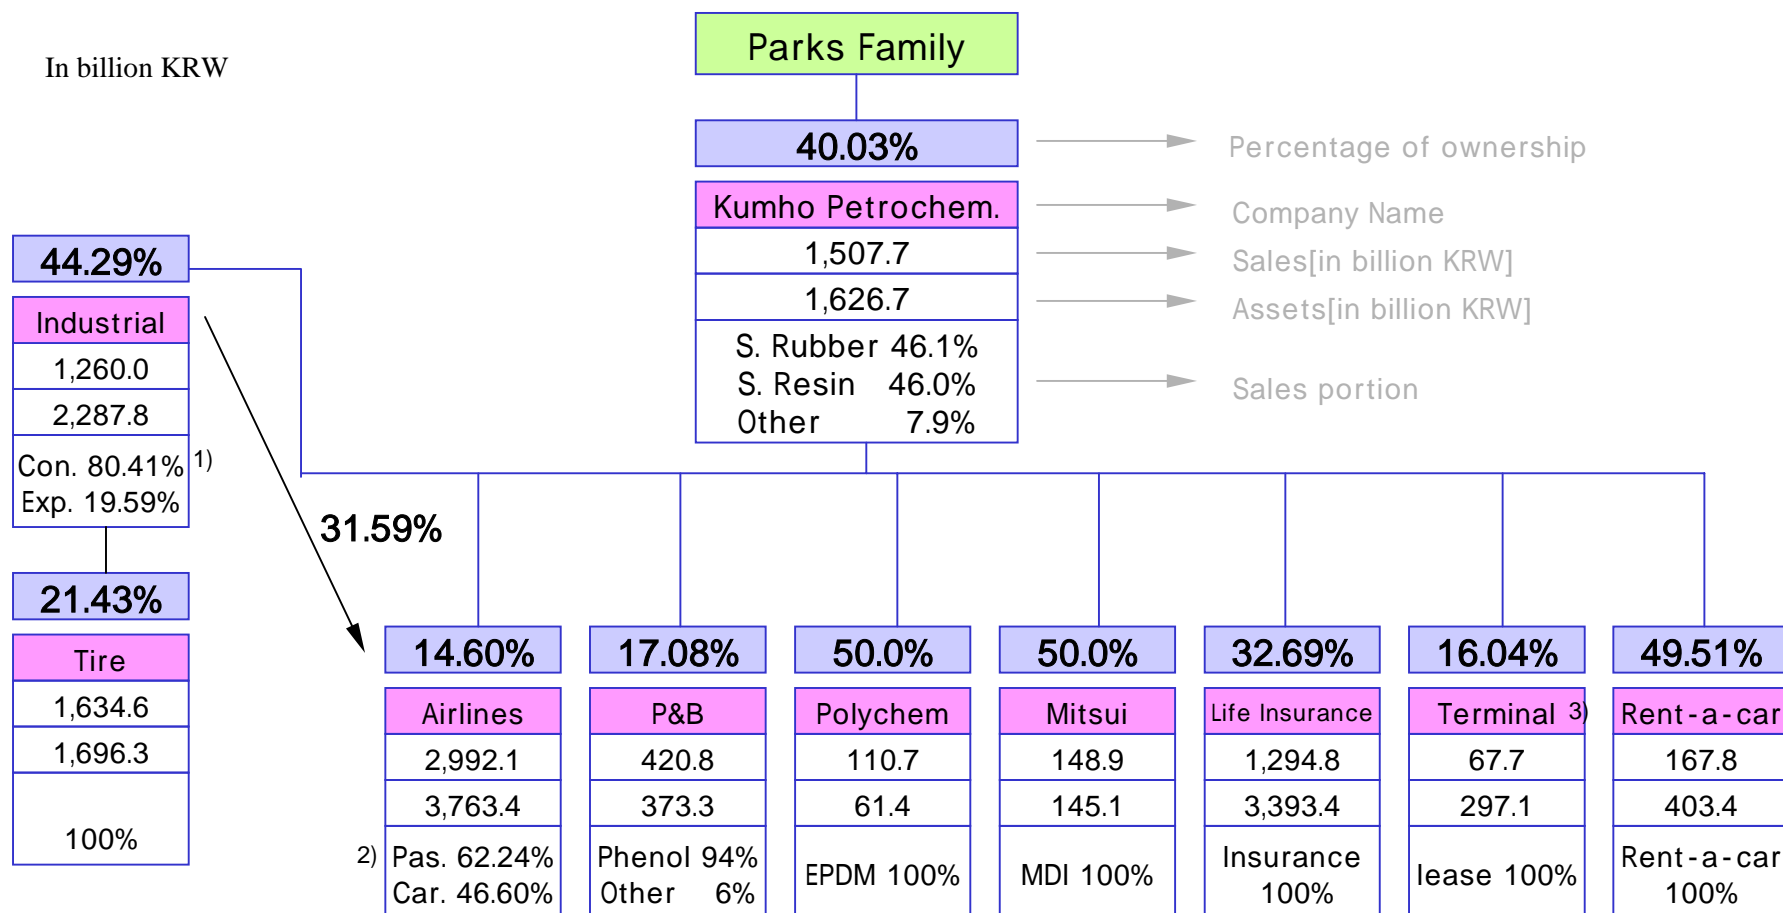 In billion KRW
Parks Family
40.03%
Percentage of ownership
Kumho Petrochem.
Company Name
1,507.7
Sales[in billion KRW]
1,626.7
Assets[in billion KRW]
S. Rubber 46.1%
S. Resin 46.0%
Other 7.9%
Sales portion
44.29%
Industrial
1,260.0
2,287.8
Con. 80.41% 1)
Exp. 19.59%
31.59%
21.43%
Tire
1,634.6
1,696.3
100%
14.60%
Airlines
2,992.1
3,763.4
2) Pas. 62.24%
Car. 46.60%
17.08%
P&B
420.8
373.3
Phenol 94%
Other 6%
50.0%
Polychem
110.7
61.4
EPDM 100%
50.0%
Mitsui
148.9
145.1
MDI 100%
32.69%
Life Insurance
1,294.8
3,393.4
Insurance
100%
16.04%
Terminal 3)
67.7
297.1
lease 100%
49.51%
Rent-a-car
167.8
403.4
Rent-a-car
100%